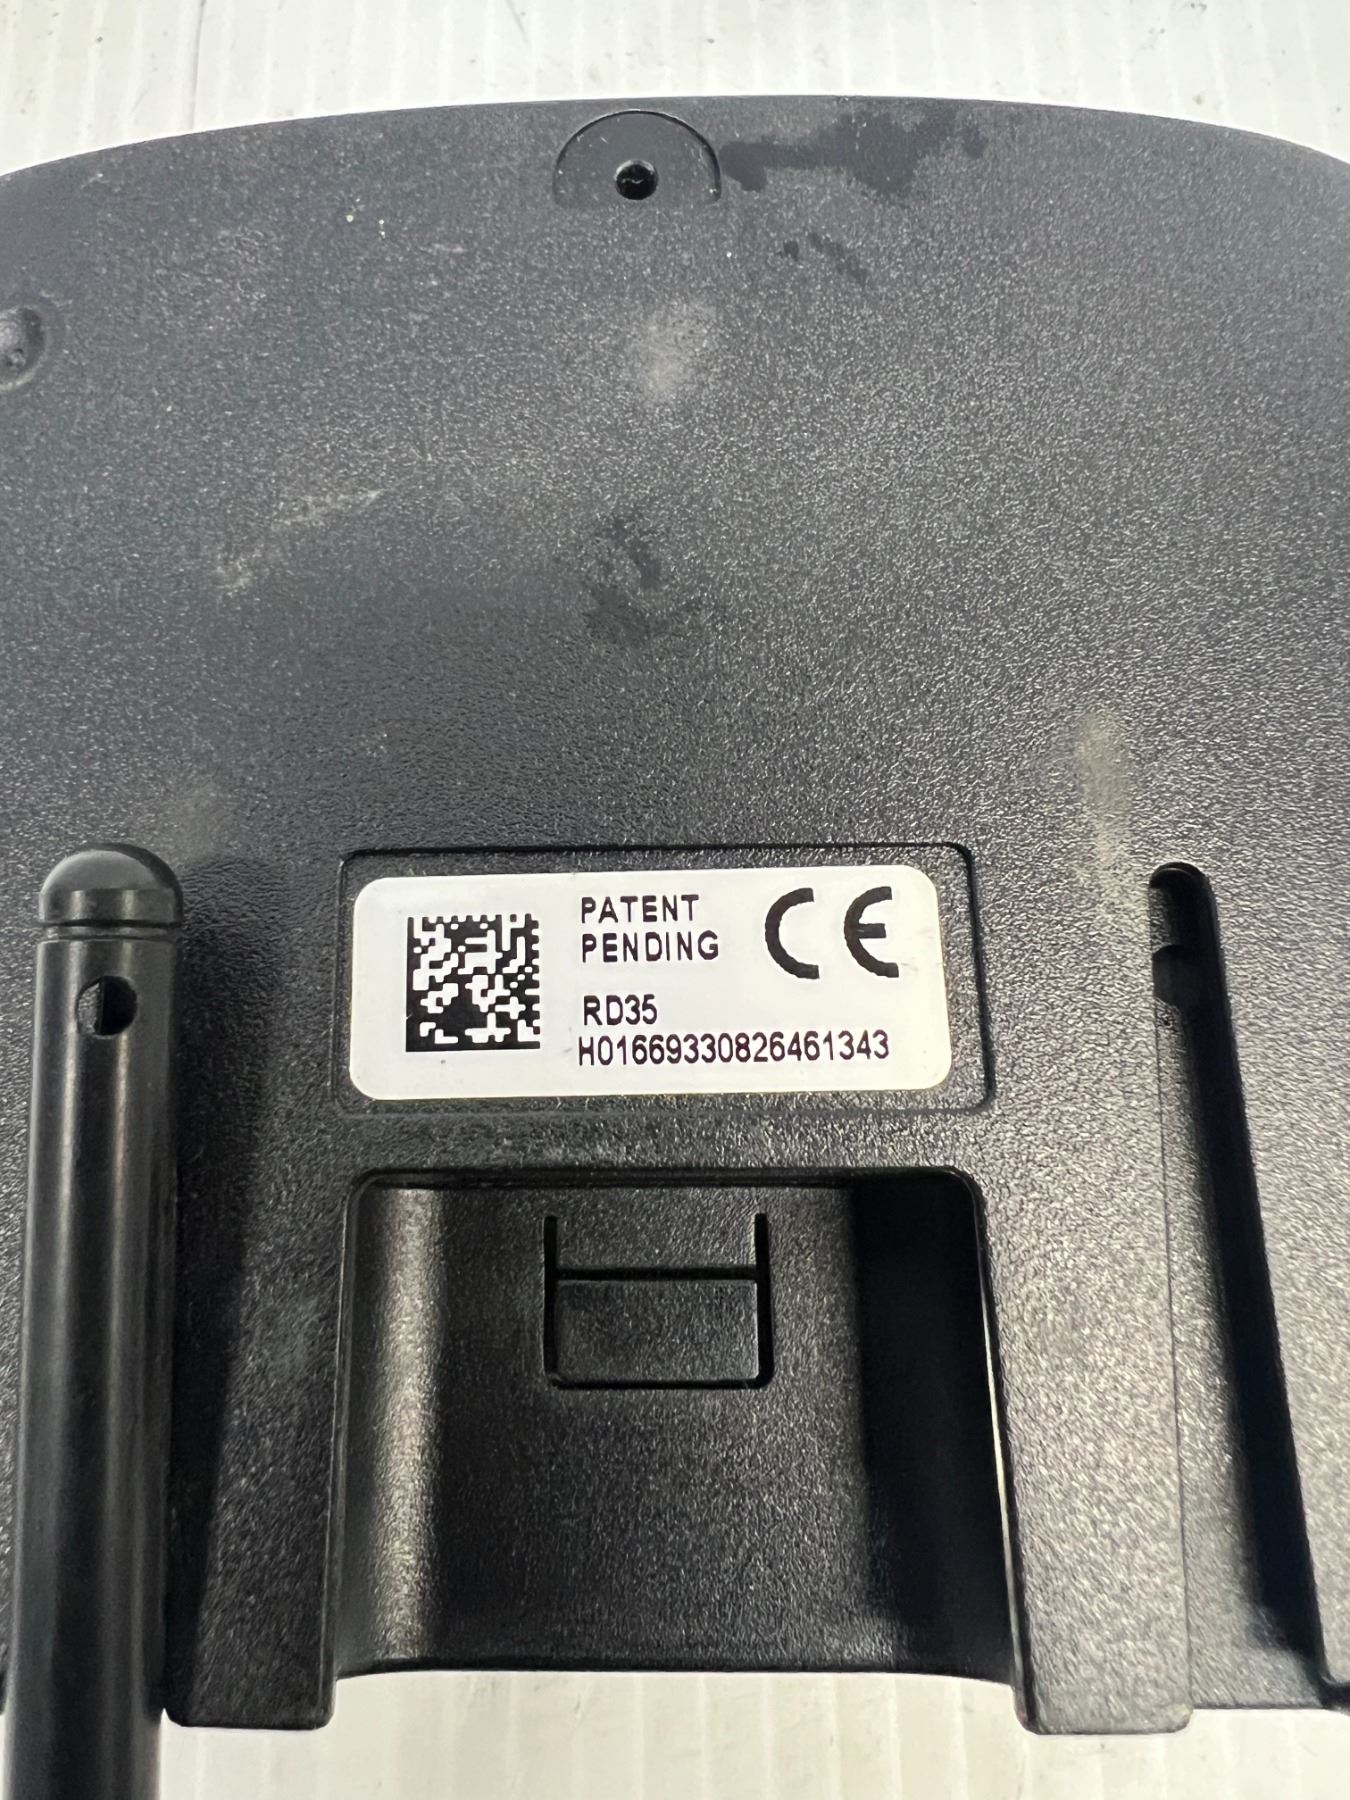 PATENT
PENDING
CE
RD35
H01669330826461343